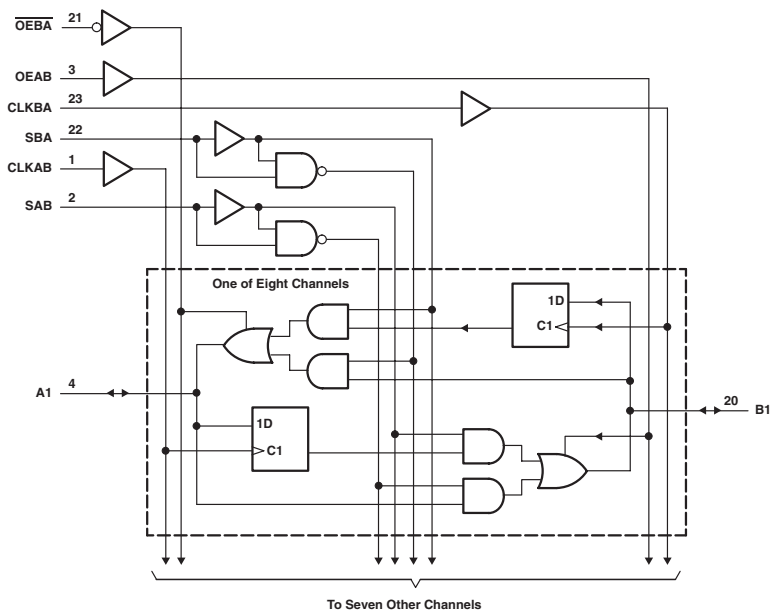 OEBA 21
OEAB 3
CLKBA 23
SBA 22
CLKAB 1
SAB 2
One of Eight Channels
1D
C1
A1 4
20 B1
1D
C1
To Seven Other Channels